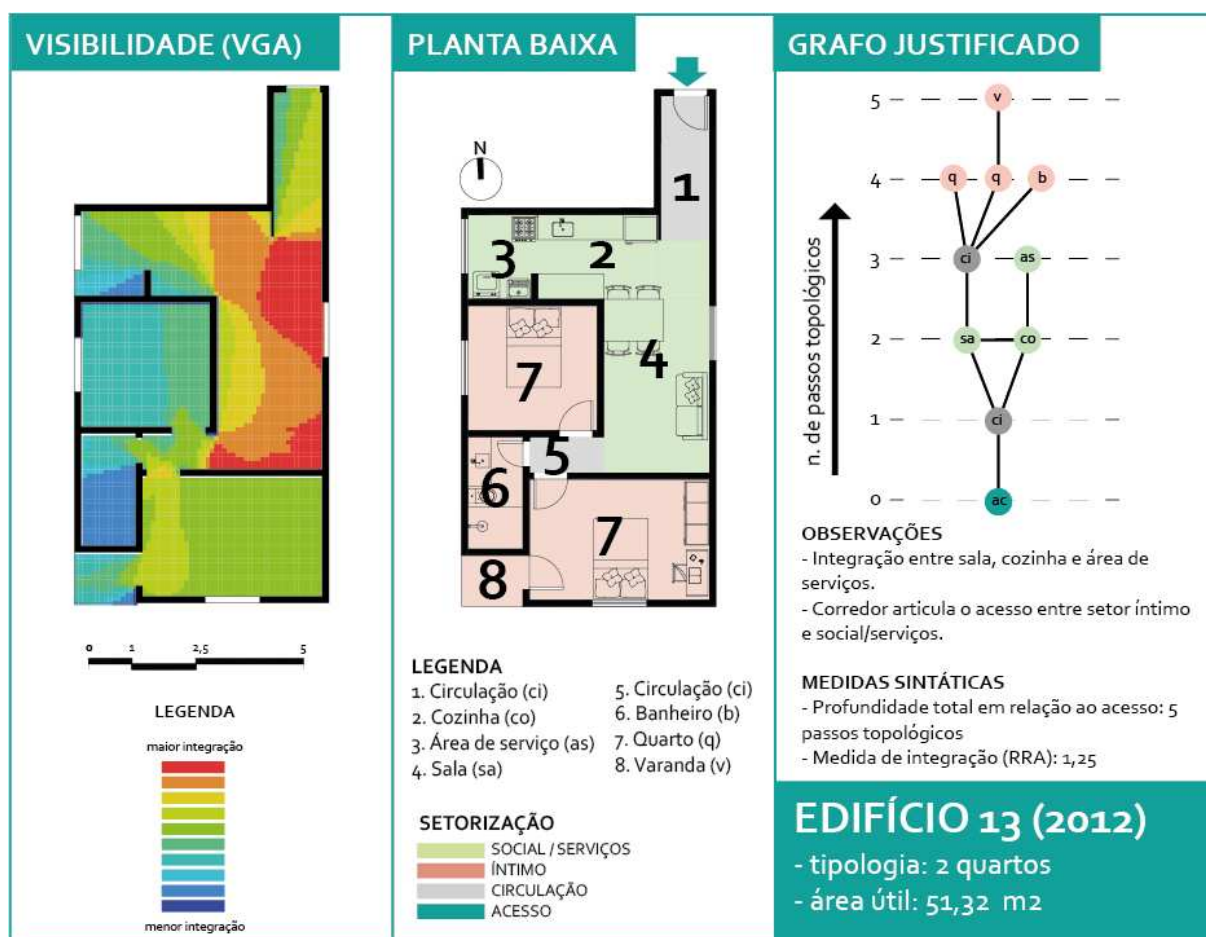 VISIBILIDADE (VGA)
0 1 2,5 5
LEGENDA
maior integração
menor integração
PLANTA BAIXA
N
1
2
3
4
7
5
6
7
8
LEGENDA
1. Circulação (ci)
2. Cozinha (co)
3. Área de serviço (as)
4. Sala (sa)
5. Circulação (ci)
6. Banheiro (b)
7. Quarto (q)
8. Varanda (v)
SETORIZAÇÃO
SOCIAL / SERVIÇOS
ÍNTIMO
CIRCULAÇÃO
ACESSO
GRAFO JUSTIFICADO
n. de passos topológicos
5 v
4 q q b
3 ci as
2 sa co
1 ci
0 ac
OBSERVAÇÕES
- Integração entre sala, cozinha e área de
serviços.
- Corredor articula o acesso entre setor íntimo
e social/serviços.
MEDIDAS SINTÁTICAS
- Profundidade total em relação ao acesso: 5
passos topológicos
- Medida de integração (RRA): 1,25
EDIFÍCIO 13 (2012)
- tipologia: 2 quartos
- área útil: 51,32 m2